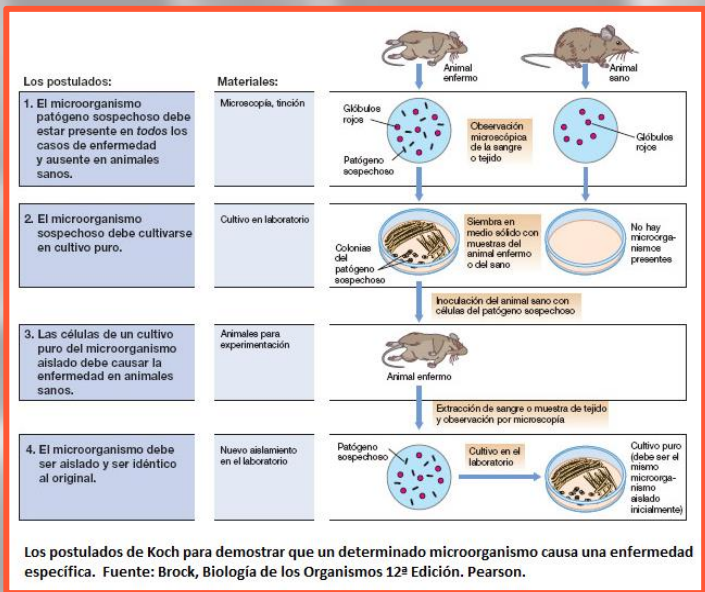 Los postulados:
Materiales:
Animal
enfermo
Animal
sano
1. El microorganismo
patógeno sospechoso debe
estar presente en todos los
casos de enfermedad
y ausente en animales
sanos.
Microscopía, tinción
Glóbulos
rojos
Patógeno
sospechoso
Observación
microscópica
de la sangre
o tejido
Glóbulos
rojos
2. El microorganismo
sospechoso debe cultivarse
en cultivo puro.
Cultivo en laboratorio
Colonias
del
patógeno
sospechoso
Siembra en
medio sólido con
muestras del
animal enfermo
o del sano
No hay
microorga-
nismos
presentes
Inoculación del animal sano con
células del patógeno sospechoso
3. Las células de un cultivo
puro del microorganismo
aislado debe causar la
enfermedad en animales
sanos.
Animales para
experimentación
Animal enfermo
Extracción de sangre o muestra de tejido
y observación por microscopía
4. El microorganismo debe
ser aislado y ser idéntico
al original.
Nuevo aislamiento
en el laboratorio
Patógeno
sospechoso
Cultivo en el
laboratorio
Cultivo puro
(debe ser el
mismo
microorga-
nismo
aislado
inicialmente)
Los postulados de Koch para demostrar que un determinado microorganismo causa una enfermedad
específica. Fuente: Brock, Biología de los Organismos 12ª Edición. Pearson.